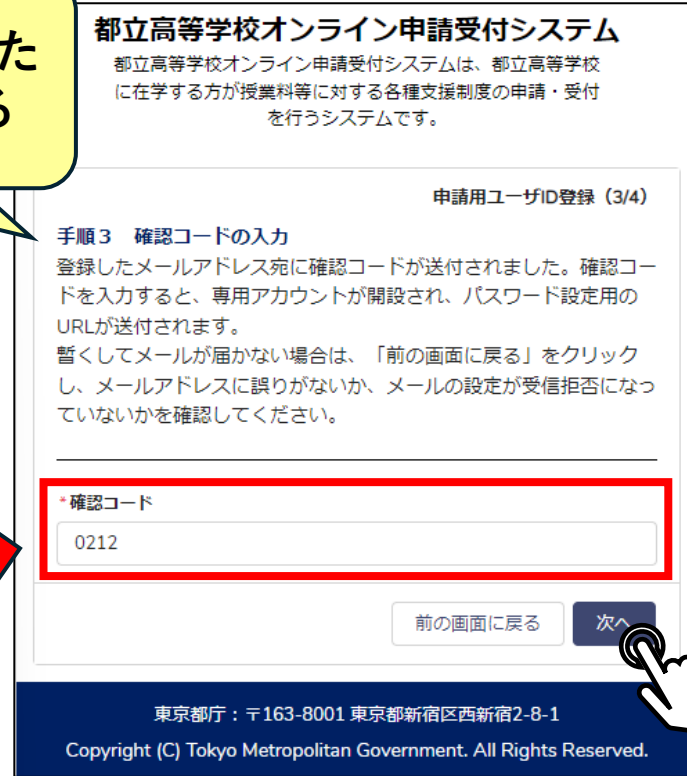 た
る
都立高等学校オンライン申請受付システム
都立高等学校オンライン申請受付システムは、都立高等学校
に在学する方が授業料等に対する各種支援制度の申請・受付
を行うシステムです。
申請用ユーザID登録（3/4）
手順３　確認コードの入力
登録したメールアドレス宛に確認コードが送付されました。確認コー
ドを入力すると、専用アカウントが開設され、パスワード設定用の
URLが送付されます。
暫くしてメールが届かない場合は、「前の画面に戻る」をクリック
し、メールアドレスに誤りがないか、メールの設定が受信拒否になっ
ていないかを確認してください。
*確認コード
0212
前の画面に戻る
次へ
東京都庁：〒163-8001 東京都新宿区西新宿2-8-1
Copyright (C) Tokyo Metropolitan Government. All Rights Reserved.